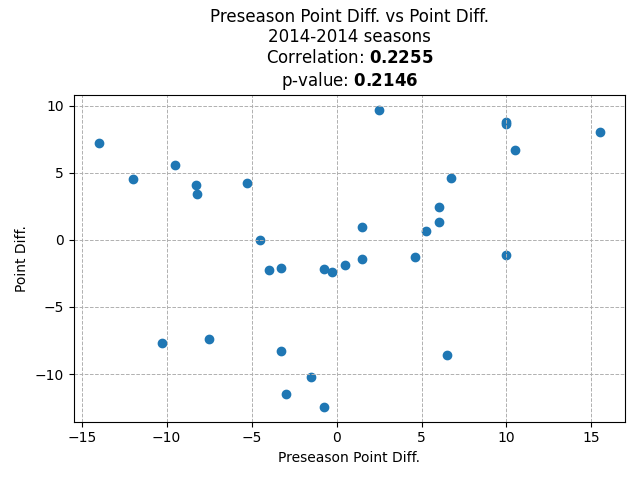 Preseason Point Diff. vs Point Diff.
2014-2014 seasons
Correlation: 0.2255
p-value: 0.2146
10
5
0
−5
−10
Point Diff.
−15 −10 −5 0 5 10 15
Preseason Point Diff.